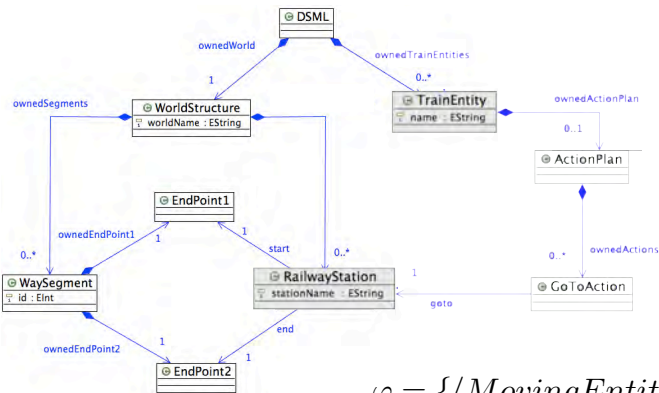 DSML
ownedWorld
ownedTrainEntities
1
0..*
ownedSegments
WorldStructure
worldName : EString
TrainEntity
name : EString
ownedActionPlan
0..1
ActionPlan
EndPoint1
ownedEndPoint1
1
1
start
0..*
0..*
0..*
ownedActions
WaySegment
id : EInt
RailwayStation
stationName : EString
1
goto
GoToAction
ownedEndPoint2
1
end
1
EndPoint2
φ = {/MovingEntit